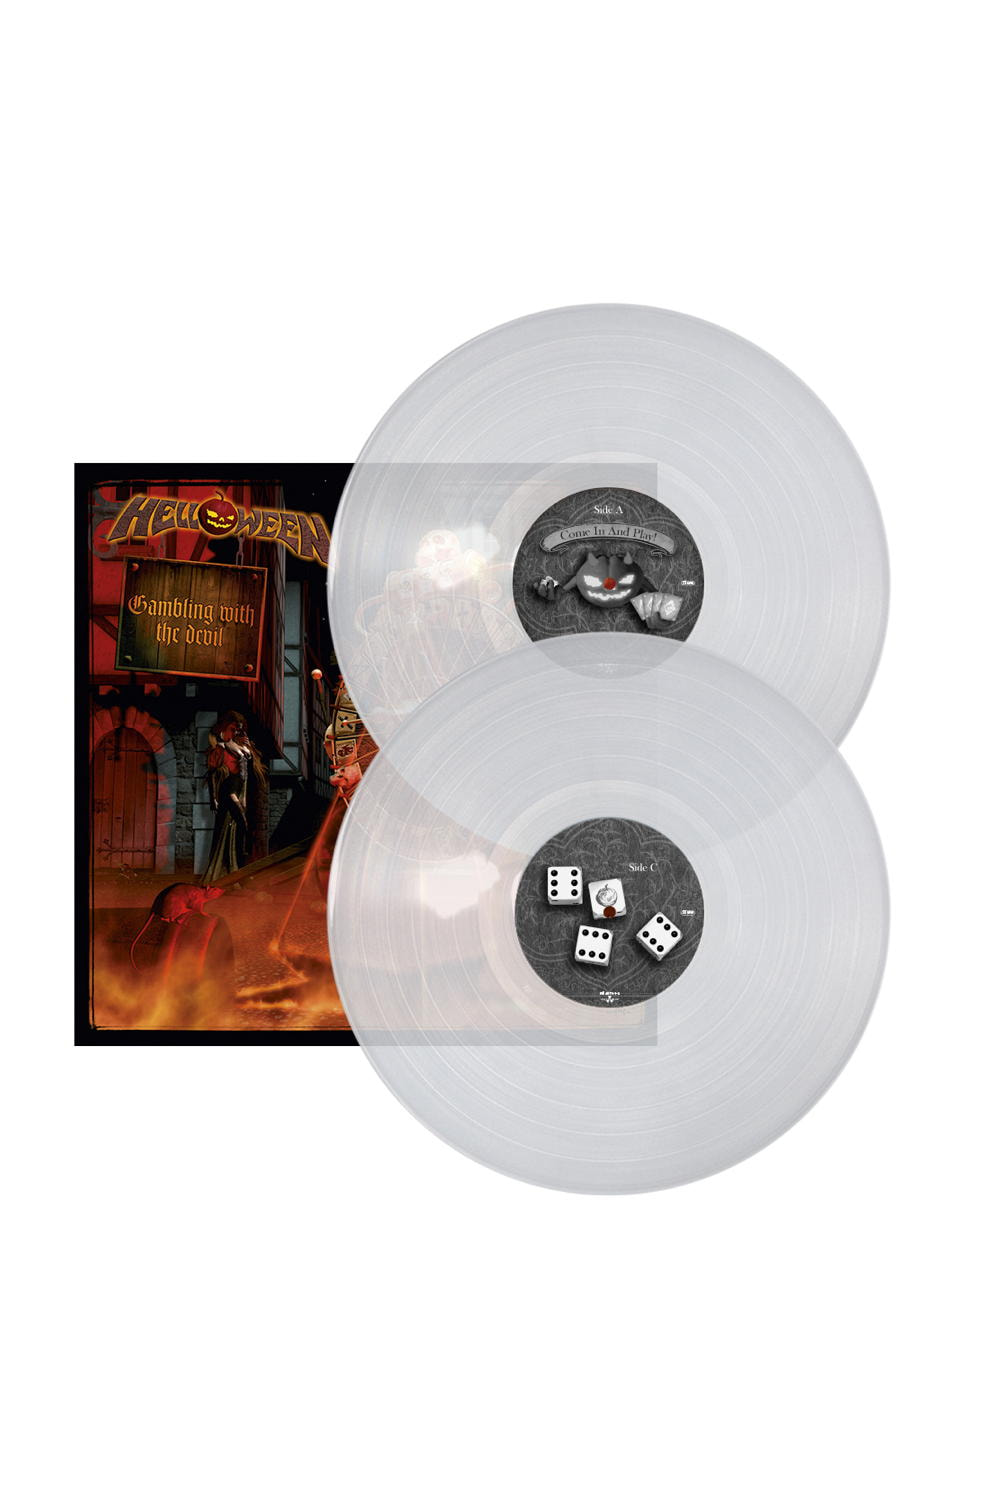 HELLOWEEN
Gambling with
the devil
Side A
Come In And Play!
Side C